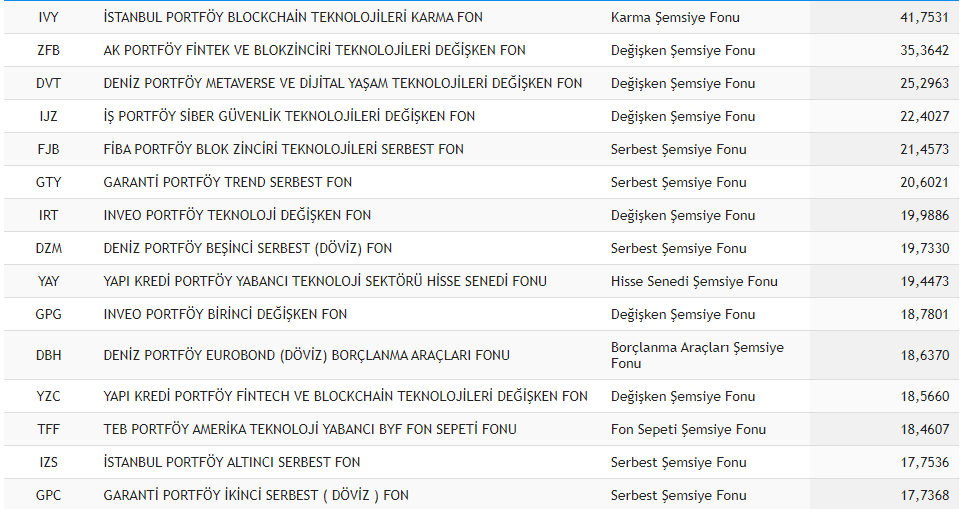 IVY İSTANBUL PORTFÖY BLOCKCHAİN TEKNOLOJİLERİ KARMA FON Karma Şemsiye Fonu 41,7531
ZFB AK PORTFÖY FİNTEK VE BLOKZİNCİRİ TEKNOLOJİLERİ DEĞİŞKEN FON Değişken Şemsiye Fonu 35,3642
DVT DENİZ PORTFÖY METAVERSE VE DİJİTAL YAŞAM TEKNOLOJİLERİ DEĞİŞKEN FON Değişken Şemsiye Fonu 25,2963
IJZ İŞ PORTFÖY SİBER GÜVENLİK TEKNOLOJİLERİ DEĞİŞKEN FON Değişken Şemsiye Fonu 22,4027
FJB FİBA PORTFÖY BLOK ZİNCİRİ TEKNOLOJİLERİ SERBEST FON Serbest Şemsiye Fonu 21,4573
GTY GARANTİ PORTFÖY TREND SERBEST FON Serbest Şemsiye Fonu 20,6021
IRT INVEO PORTFÖY TEKNOLOJİ DEĞİŞKEN FON Değişken Şemsiye Fonu 19,9886
DZM DENİZ PORTFÖY BEŞİNCİ SERBEST (DÖVİZ) FON Serbest Şemsiye Fonu 19,7330
YAY YAPI KREDİ PORTFÖY YABANCI TEKNOLOJİ SEKTÖRÜ HİSSE SENEDİ FONU Hisse Senedi Şemsiye Fonu 19,4473
GPG INVEO PORTFÖY BİRİNCİ DEĞİŞKEN FON Değişken Şemsiye Fonu 18,7801
DBH DENİZ PORTFÖY EUROBOND (DÖVİZ) BORÇLANMA ARAÇLARI FONU Borçlanma Araçları Şemsiye
Fonu 18,6370
YZC YAPI KREDİ PORTFÖY FİNTECH VE BLOCKCHAİN TEKNOLOJİLERİ DEĞİŞKEN FON Değişken Şemsiye Fonu 18,5660
TFF TEB PORTFÖY AMERİKA TEKNOLOJİ YABANCI BYF FON SEPETİ FONU Fon Sepeti Şemsiye Fonu 18,4607
IZS İSTANBUL PORTFÖY ALTINCI SERBEST FON Serbest Şemsiye Fonu 17,7536
GPC GARANTİ PORTFÖY İKİNCİ SERBEST ( DÖVİZ ) FON Serbest Şemsiye Fonu 17,7368